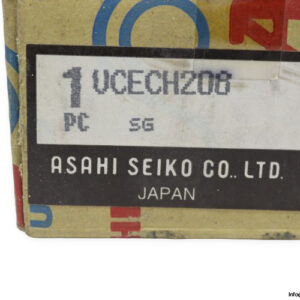 1 UCECH208
PC SG
ASAHI SEIKO CO., LTD.
JAPAN